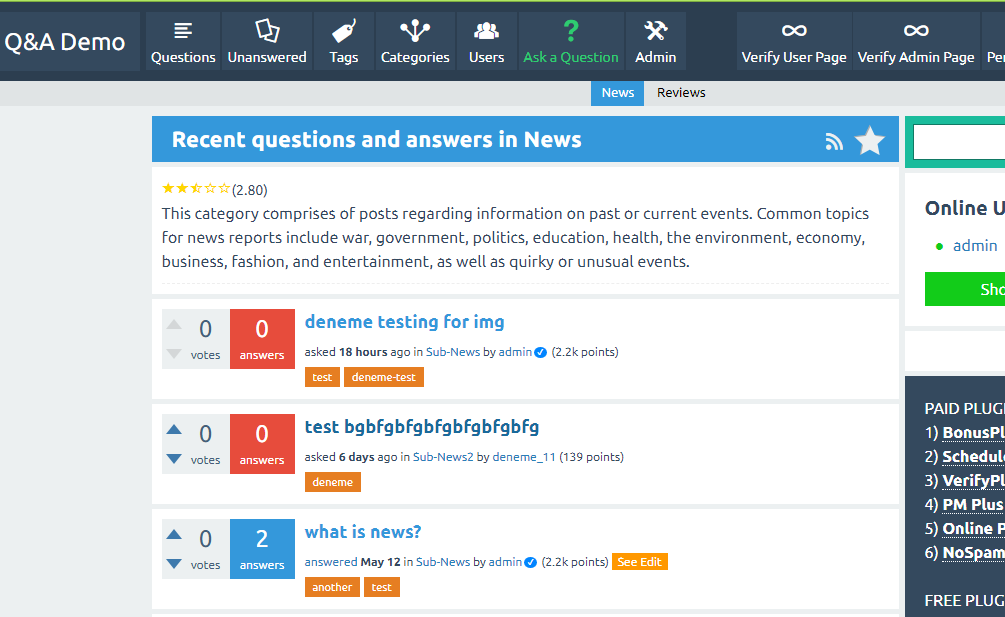 Q&A Demo
Questions
Unanswered
Tags
Categories
Users
?
Ask a Question
Admin
Verify User Page
Verify Admin Page
News
Reviews
Recent questions and answers in News
(2.80)
This category comprises of posts regarding information on past or current events. Common topics
for news reports include war, government, politics, education, health, the environment, economy,
business, fashion, and entertainment, as well as quirky or unusual events.
0
votes
0
answers
deneme testing for img
asked 18 hours ago in Sub-News by admin (2.2k points)
test
deneme-test
0
votes
0
answers
test bgbfgbfgbfgbfgbfgbfg
asked 6 days ago in Sub-News2 by deneme_11 (139 points)
deneme
0
votes
2
answers
what is news?
answered May 12 in Sub-News by admin (2.2k points) See Edit
another
test
Online
admin
PAID
1)
2)
3)
4) PM Plus
5) Online
6) NoSpam
FREE